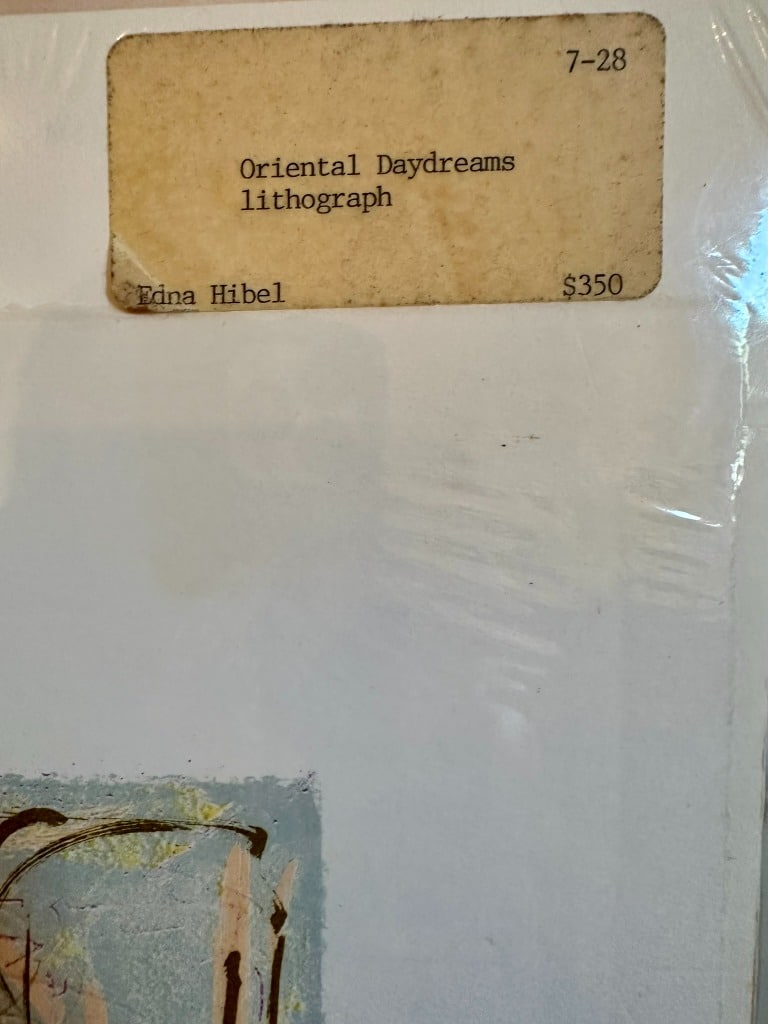 7-28
Oriental Daydreams
lithograph
Edna Hibel $350